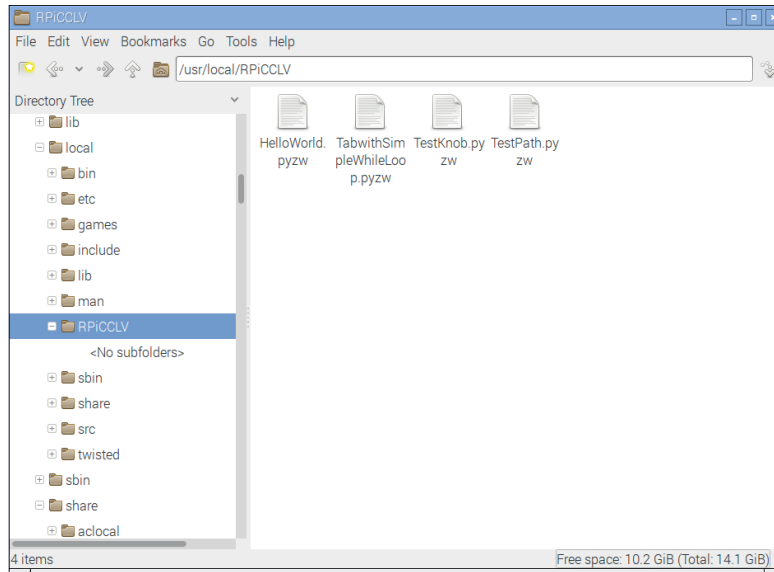 RPiCCLV
File Edit View Bookmarks Go Tools Help
/usr/local/RPiCCLV
Directory Tree
lib
local
bin
etc
games
include
lib
man
RPiCCLV
<No subfolders>
sbin
share
src
twisted
sbin
share
aclocal
HelloWorld.
pyzw
TabwithSim
pleWhileLoo
p.pyzw
TestKnob.py
zw
TestPath.py
zw
4 items
Free space: 10.2 GiB (Total: 14.1 GiB)